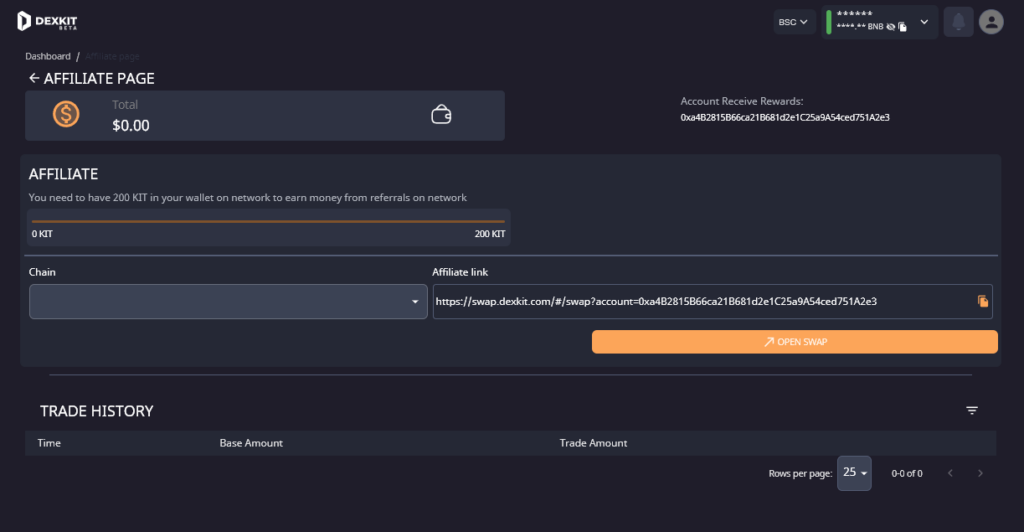 DEXKIT
BETA
BSC
******
****.** BNB
Dashboard / Affiliate page
AFFILIATE PAGE
Total
$0.00
Account Receive Rewards:
0xa4B2815B66ca21B681d2e1C25a9A54ced751A2e3
AFFILIATE
You need to have 200 KIT in your wallet on network to earn money from referrals on network
0 KIT 200 KIT
Chain
Affiliate link
https://swap.dexkit.com/#/swap?account=0xa4B2815B66ca21B681d2e1C25a9A54ced751A2e3
OPEN SWAP
TRADE HISTORY
Time Base Amount Trade Amount
Rows per page: 25 0-0 of 0